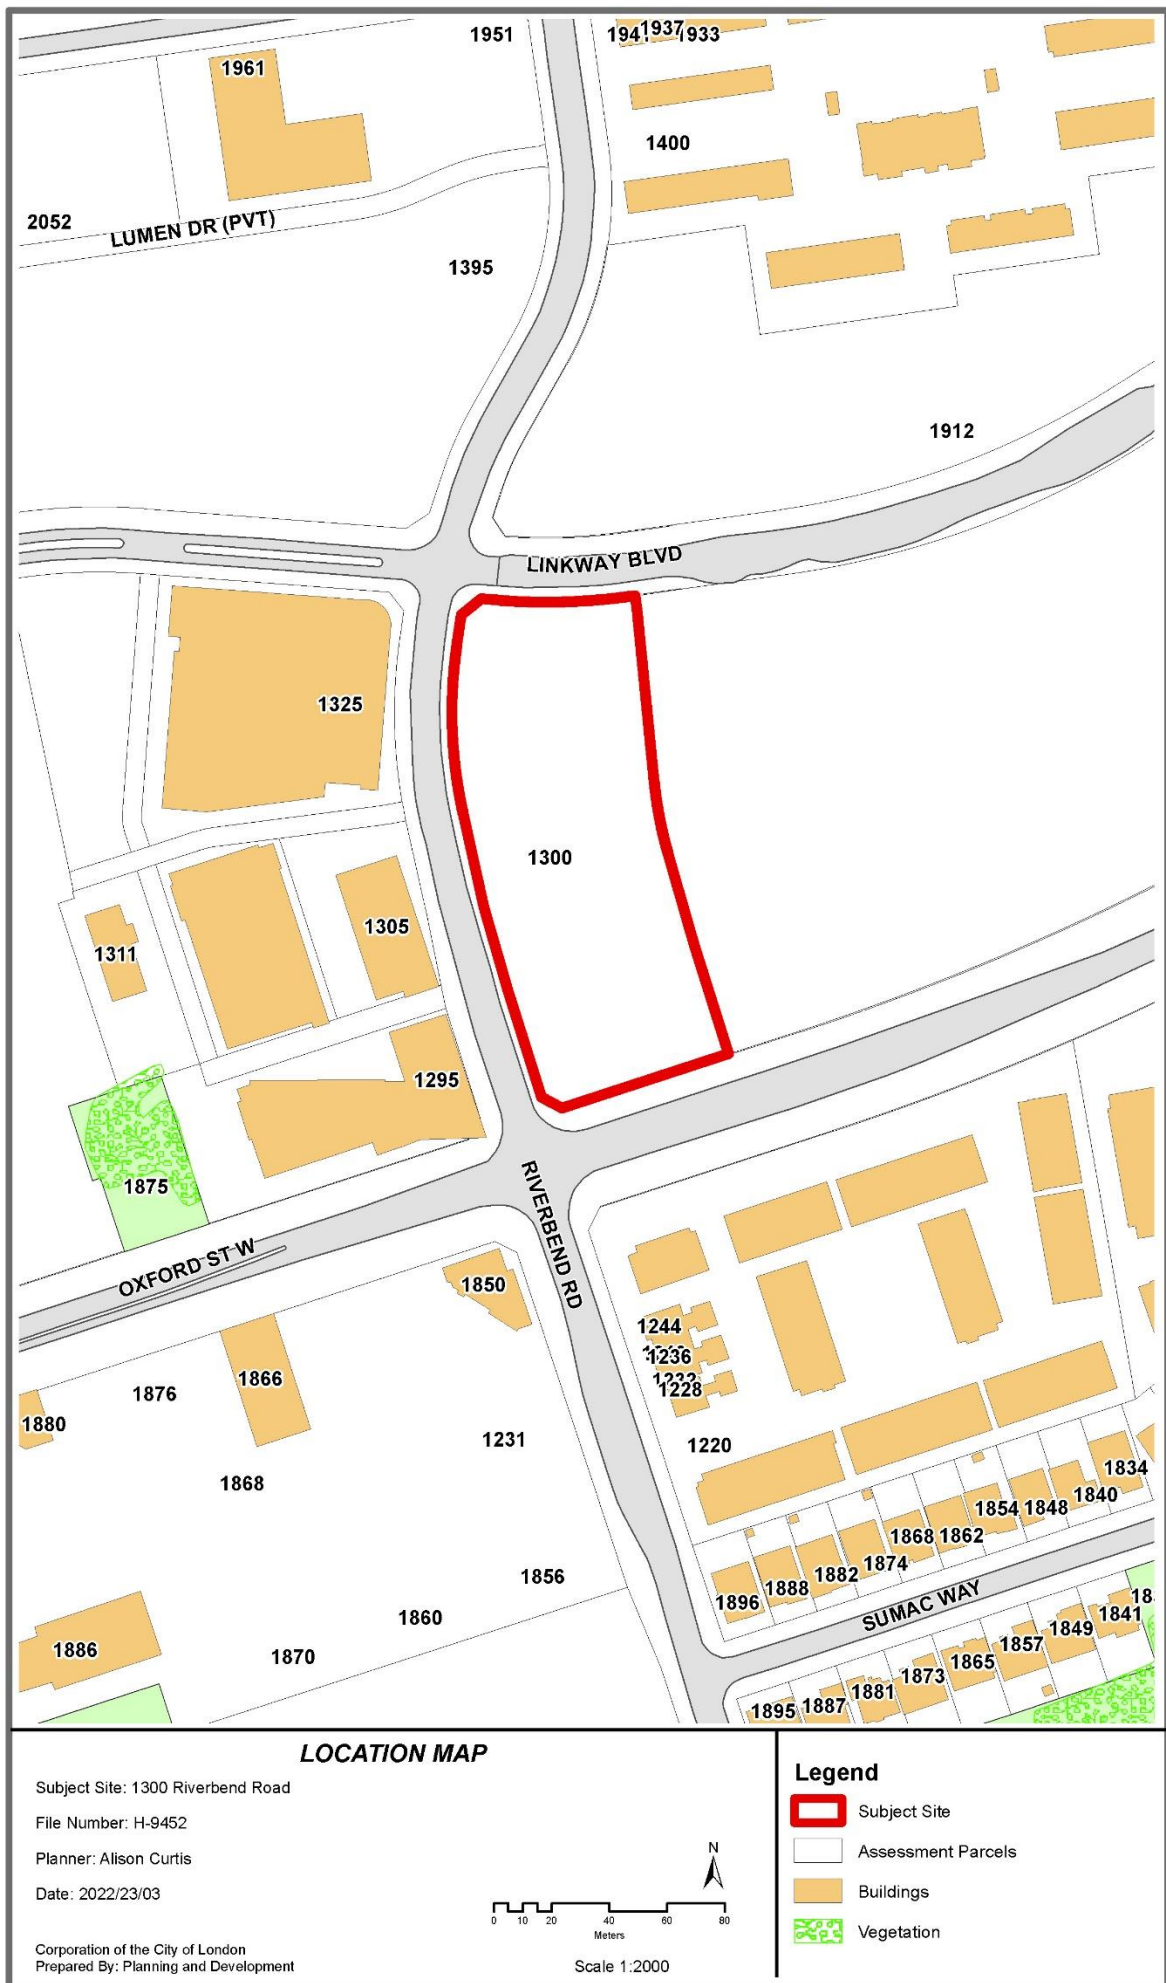 1951
1937
1933
1961
1400
2052
LUMEN DR (PVT)
1395
1912
LINKWAY BLVD
1325
1300
1305
1311
1295
1875
RIVERBEND RD
OXFORD ST W
1850
1244
1236
1228
1866
1876
1880
1231
1220
1868
1834
1840
1848
1854
1862
1868
1874
1882
1888
1896
1856
1860
SUMAC WAY
1886
1870
1841
1849
1857
1865
1873
1881
1887
1895
LOCATION MAP
Subject Site: 1300 Riverbend Road
File Number: H-9452
Planner: Alison Curtis
Date: 2022/23/03
Corporation of the City of London
Prepared By: Planning and Development
N
0 10 20 40 60 80
Meters
Scale 1:2000
Legend
Subject Site
Assessment Parcels
Buildings
Vegetation